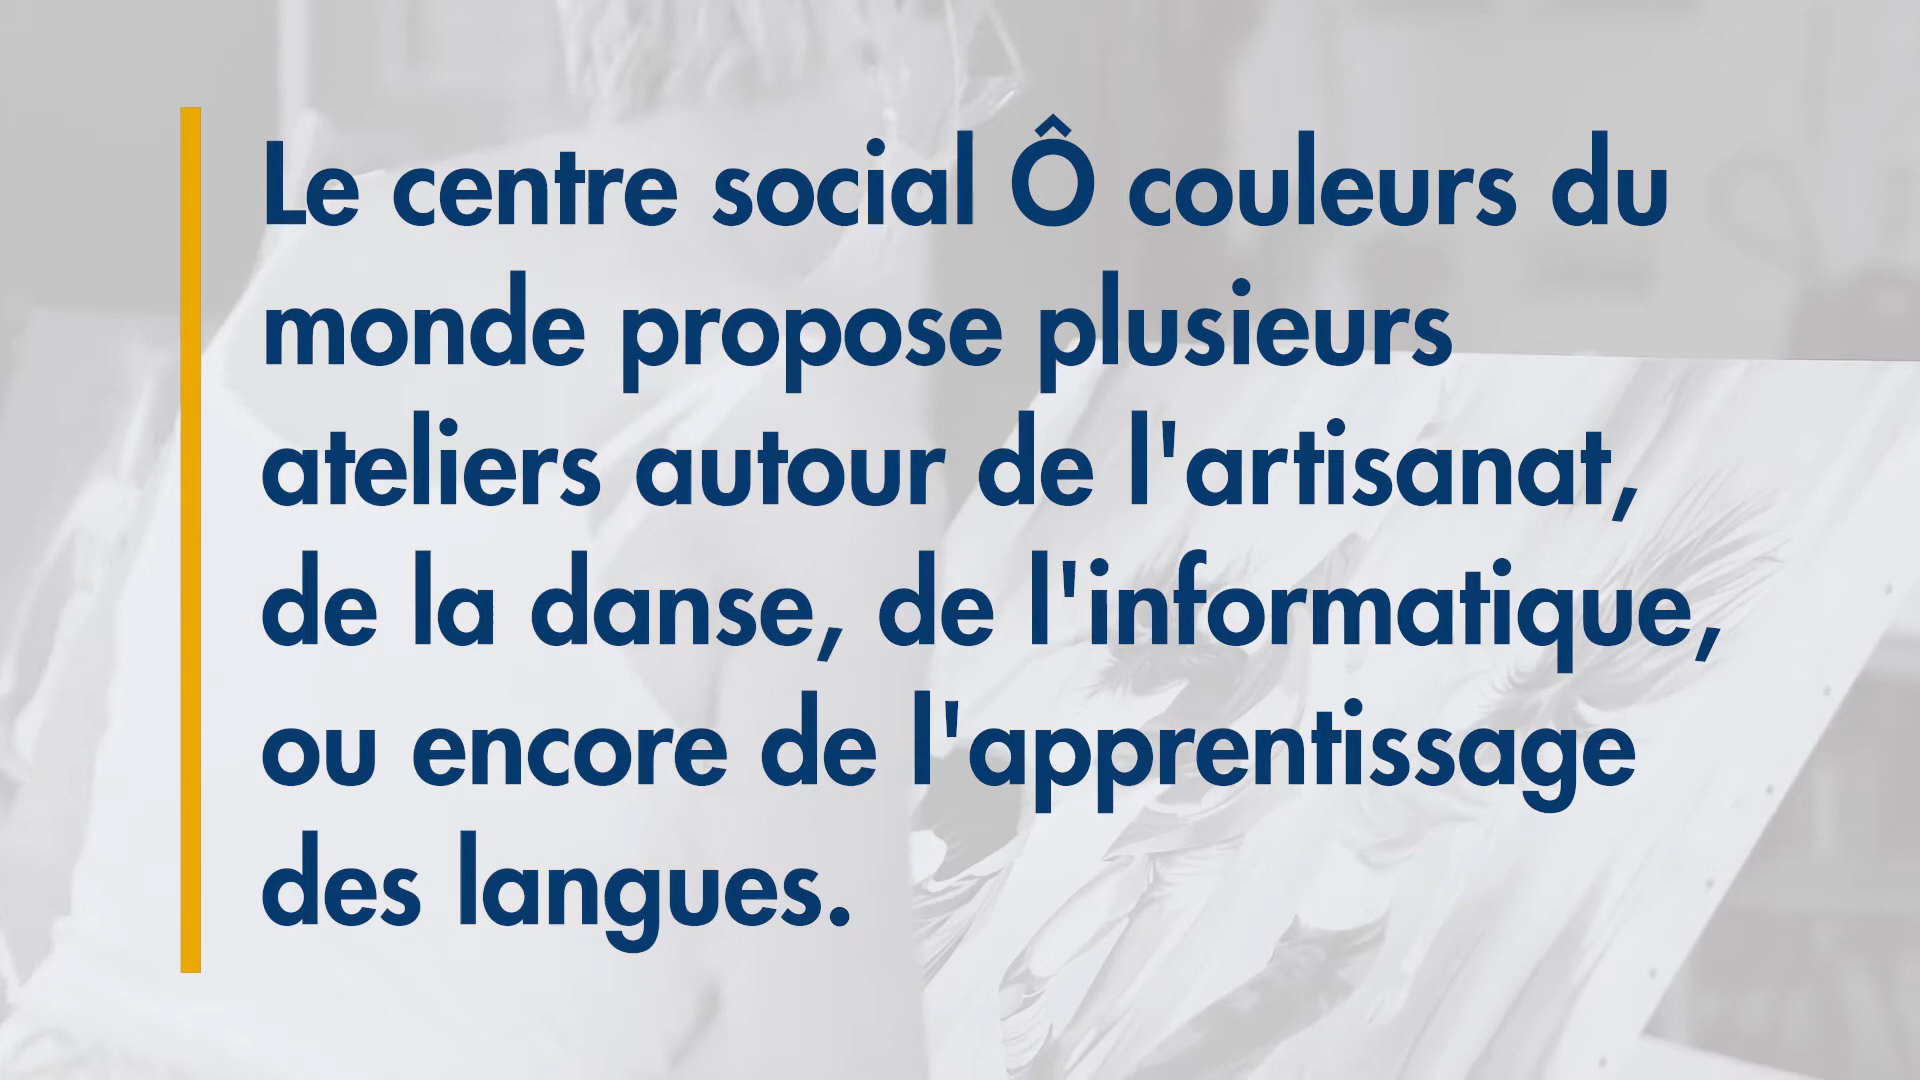 Le centre social Ô couleurs du
monde propose plusieurs
ateliers autour de l'artisanat,
de la danse, de l'informatique,
ou encore de l'apprentissage
des langues.